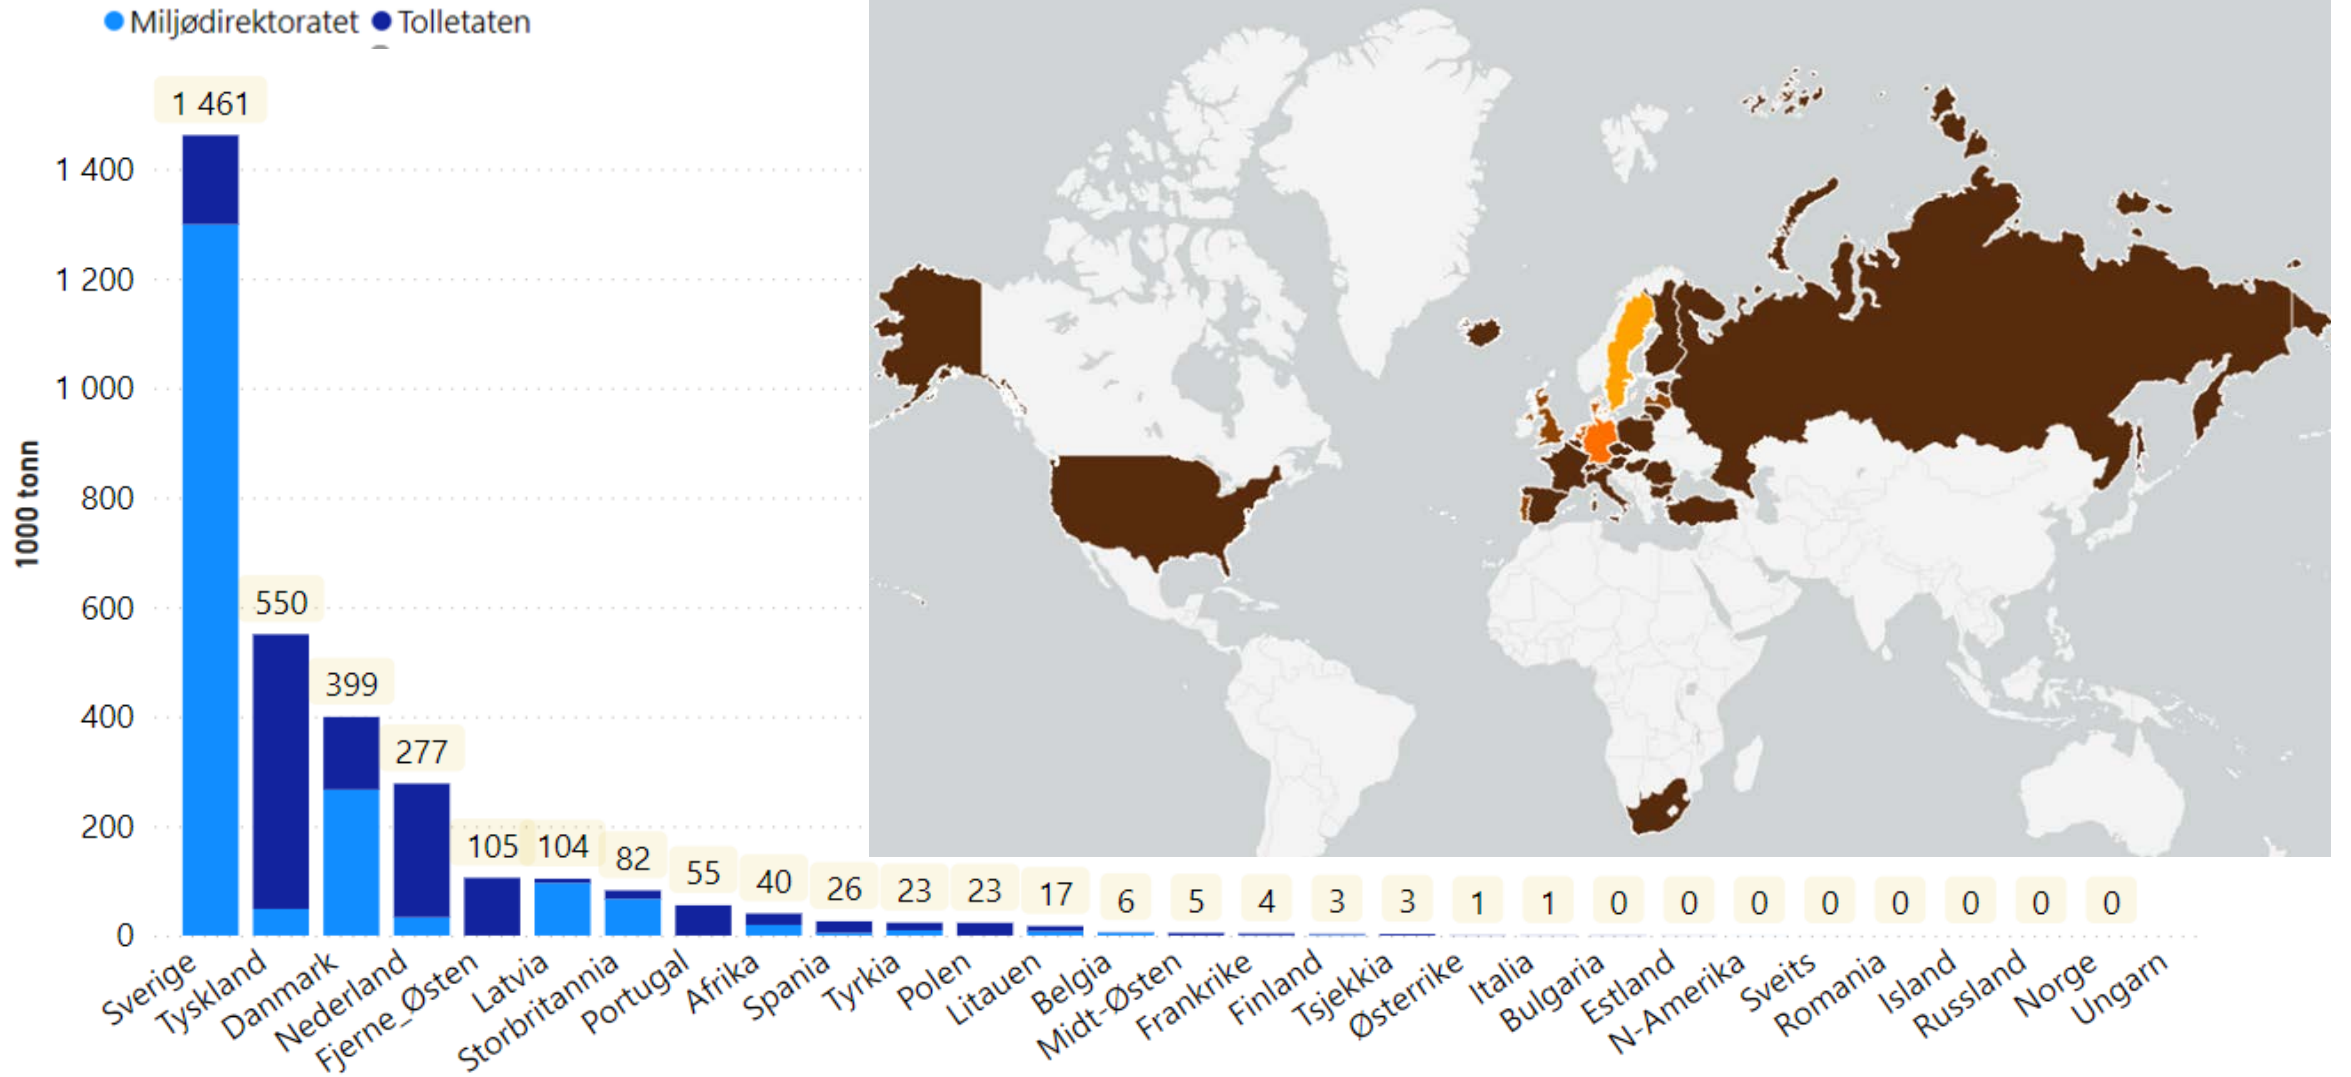 Miljødirektoratet Tolletaten
1000 tonn
1 400
1 200
1 000
800
600
400
200
0
1 461
550
399
277
105
104
82
55
40
26
23
23
17
6
5
4
3
3
1
1
0
0
0
0
0
0
0
0
Sverige
Tyskland
Danmark
Nederland
Fjerne_Østen
Latvia
Storbritannia
Portugal
Afrika
Spania
Tyrkia
Polen
Litauen
Belgia
Midt-Østen
Frankrike
Finland
Tsjekkia
Østerrike
Italia
Bulgaria
Estland
N-Amerika
Sveits
Romania
Island
Russland
Norge
Ungarn